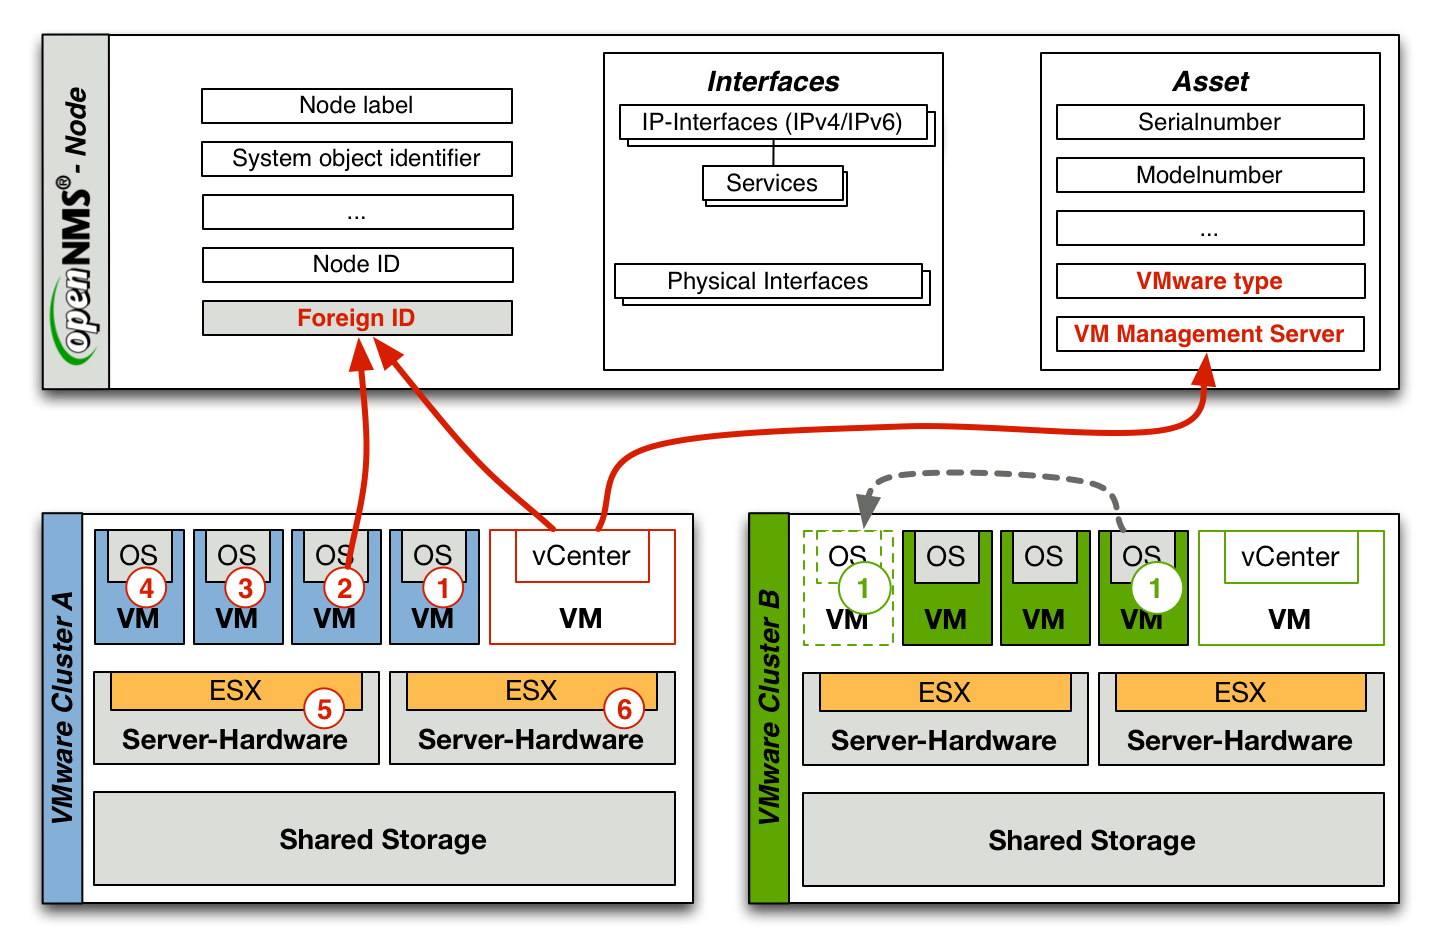 openNMS® - Node
Node label
System object identifier
...
Node ID
Foreign ID
Interfaces
IP-Interfaces (IPv4/IPv6)
Services
Physical Interfaces
Asset
Serialnumber
Modelnumber
...
VMware type
VM Management Server
VMware Cluster A
OS
4
VM
OS
3
VM
OS
2
VM
OS
1
VM
vCenter
VM
ESX
5
Server-Hardware
ESX
6
Server-Hardware
Shared Storage
VMware Cluster B
OS
1
VM
OS
VM
OS
VM
OS
1
VM
vCenter
VM
ESX
Server-Hardware
ESX
Server-Hardware
Shared Storage